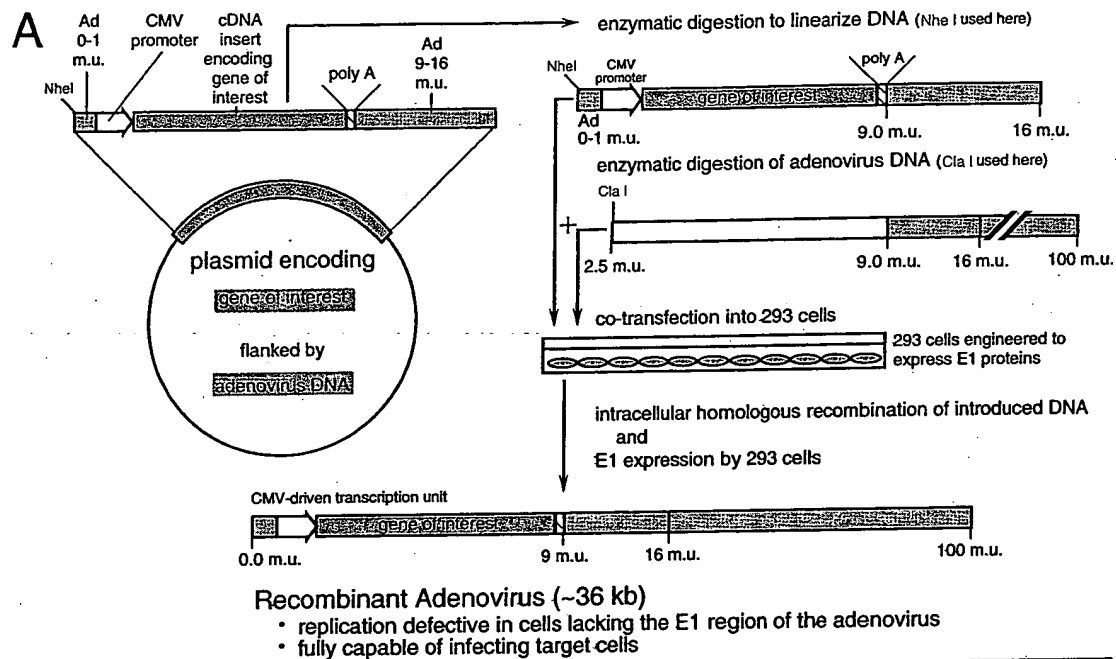 A
Ad
0-1
m.u.
CMV
promoter
cDNA
insert
encoding
gene of
interest
poly A
Ad
9-16
m.u.
NheI
enzymatic digestion to linearize DNA (Nhe I used here)
NheI
CMV
promoter
poly A
gene of interest
Ad
0-1 m.u.
9.0 m.u.
16 m.u.
enzymatic digestion of adenovirus DNA (Cla I used here)
Cla I
+
2.5 m.u.
9.0 m.u.
16 m.u.
100 m.u.
plasmid encoding
gene of interest
flanked by
adenovirus DNA
co-transfection into 293 cells
293 cells engineered to
express E1 proteins
intracellular homologous recombination of introduced DNA
and
E1 expression by 293 cells
CMV-driven transcription unit
gene of interest
0.0 m.u.
9 m.u.
16 m.u.
100 m.u.
Recombinant Adenovirus (~36 kb)
• replication defective in cells lacking the E1 region of the adenovirus
• fully capable of infecting target cells